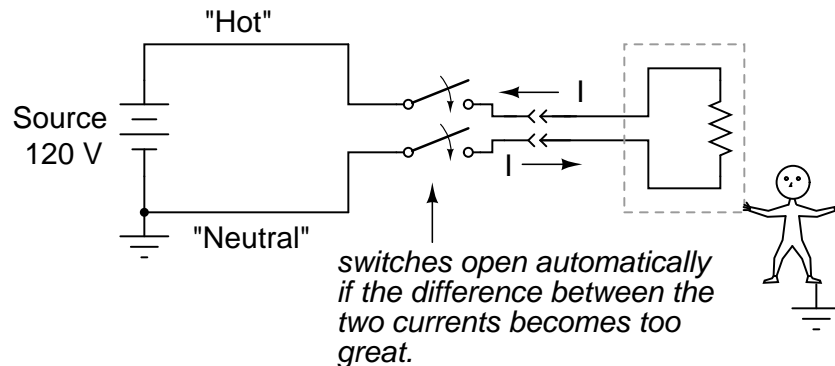 "Hot"
I
Source
120 V
I
"Neutral"
switches open automatically
if the difference between the
two currents becomes too
great.